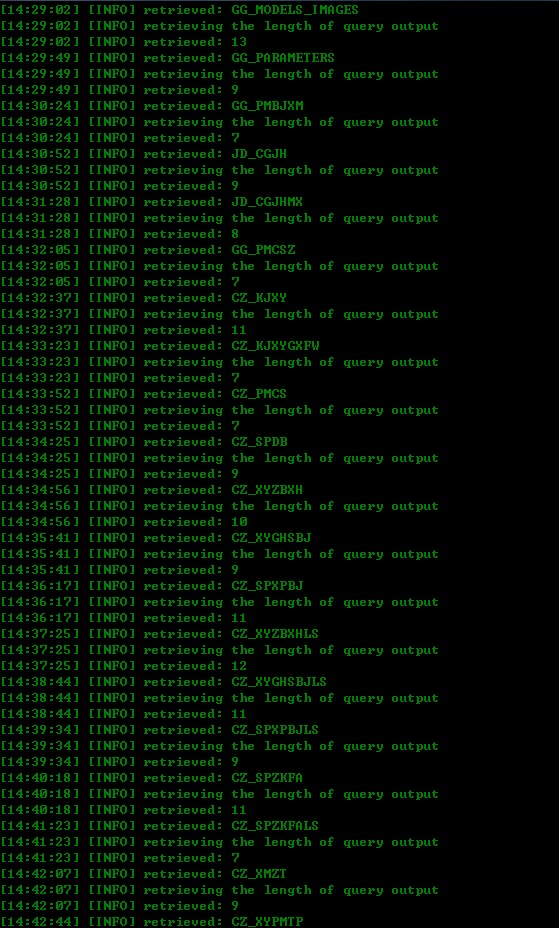 [14:29:02] [INFO] retrieved: GG_MODELS_IMAGES
[14:29:02] [INFO] retrieving the length of query output
[14:29:02] [INFO] retrieved: 13
[14:29:49] [INFO] retrieved: GG_PARAMETERS
[14:29:49] [INFO] retrieving the length of query output
[14:29:49] [INFO] retrieved: 9
[14:30:24] [INFO] retrieved: GG_PMBJXM
[14:30:24] [INFO] retrieving the length of query output
[14:30:24] [INFO] retrieved: 7
[14:30:52] [INFO] retrieved: JD_CGJH
[14:30:52] [INFO] retrieving the length of query output
[14:30:52] [INFO] retrieved: 9
[14:31:28] [INFO] retrieved: JD_CGJHMX
[14:31:28] [INFO] retrieving the length of query output
[14:31:28] [INFO] retrieved: 8
[14:32:05] [INFO] retrieved: GG_PMCSZ
[14:32:05] [INFO] retrieving the length of query output
[14:32:05] [INFO] retrieved: 7
[14:32:37] [INFO] retrieved: CZ_KJXY
[14:32:37] [INFO] retrieving the length of query output
[14:32:37] [INFO] retrieved: 11
[14:33:23] [INFO] retrieved: CZ_KJXYGXFW
[14:33:23] [INFO] retrieving the length of query output
[14:33:23] [INFO] retrieved: 7
[14:33:52] [INFO] retrieved: CZ_PMCS
[14:33:52] [INFO] retrieving the length of query output
[14:33:52] [INFO] retrieved: 7
[14:34:25] [INFO] retrieved: CZ_SPDB
[14:34:25] [INFO] retrieving the length of query output
[14:34:25] [INFO] retrieved: 9
[14:34:56] [INFO] retrieved: CZ_XYZBXH
[14:34:56] [INFO] retrieving the length of query output
[14:34:56] [INFO] retrieved: 10
[14:35:41] [INFO] retrieved: CZ_XYGHSBJ
[14:35:41] [INFO] retrieving the length of query output
[14:35:41] [INFO] retrieved: 9
[14:36:17] [INFO] retrieved: CZ_SPXPBJ
[14:36:17] [INFO] retrieving the length of query output
[14:36:17] [INFO] retrieved: 11
[14:37:25] [INFO] retrieved: CZ_XYZBXHLS
[14:37:25] [INFO] retrieving the length of query output
[14:37:25] [INFO] retrieved: 12
[14:38:44] [INFO] retrieved: CZ_XYGHSBJLS
[14:38:44] [INFO] retrieving the length of query output
[14:38:44] [INFO] retrieved: 11
[14:39:34] [INFO] retrieved: CZ_SPXPBJLS
[14:39:34] [INFO] retrieving the length of query output
[14:39:34] [INFO] retrieved: 9
[14:40:18] [INFO] retrieved: CZ_SPZKFA
[14:40:18] [INFO] retrieving the length of query output
[14:40:18] [INFO] retrieved: 11
[14:41:23] [INFO] retrieved: CZ_SPZKFALS
[14:41:23] [INFO] retrieving the length of query output
[14:41:23] [INFO] retrieved: 7
[14:42:07] [INFO] retrieved: CZ_XMZT
[14:42:07] [INFO] retrieving the length of query output
[14:42:07] [INFO] retrieved: 9
[14:42:44] [INFO] retrieved: CZ_XYPMTP